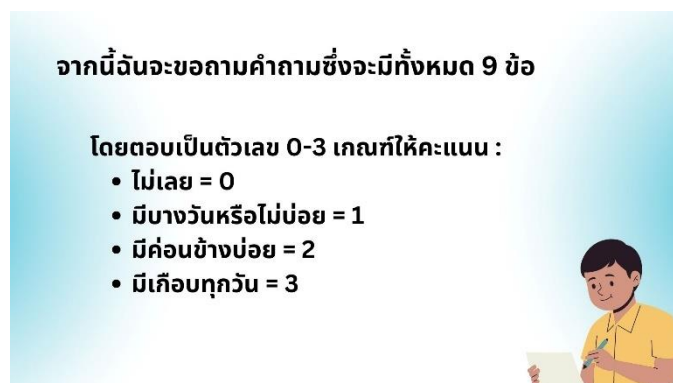 จากนี้ฉันจะขอถามคำถามซึ่งจะมีทั้งหมด 9 ข้อ
โดยตอบเป็นตัวเลข 0-3 เกณฑ์ให้คะแนน :
• ไม่เลย = 0
• มีบางวันหรือไม่บ่อย = 1
• มีค่อนข้างบ่อย = 2
• มีเกือบทุกวัน = 3